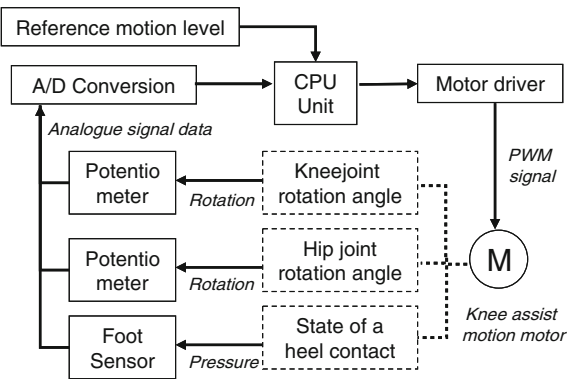 Reference motion level
A/D Conversion
CPU
Unit
Motor driver
Analogue signal data
PWM
signal
Potentio
meter
Rotation
Kneejoint
rotation angle
Potentio
meter
Rotation
Hip joint
rotation angle
M
Knee assist
motion motor
Foot
Sensor
Pressure
State of a
heel contact